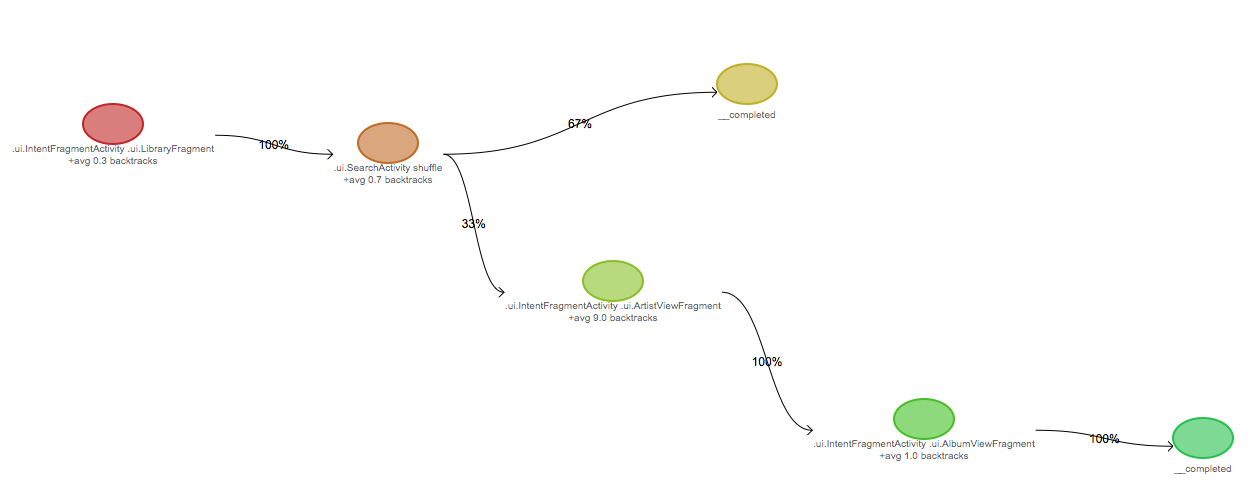 67%
__completed
100%
.ui.IntentFragmentActivity .ui.LibraryFragment
+avg 0.3 backtracks
.ui.SearchActivity shuffle
+avg 0.7 backtracks
33%
.ui.IntentFragmentActivity .ui.ArtistViewFragment
+avg 9.0 backtracks
100%
.ui.IntentFragmentActivity .ui.AlbumViewFragment
+avg 1.0 backtracks
100%
__completed